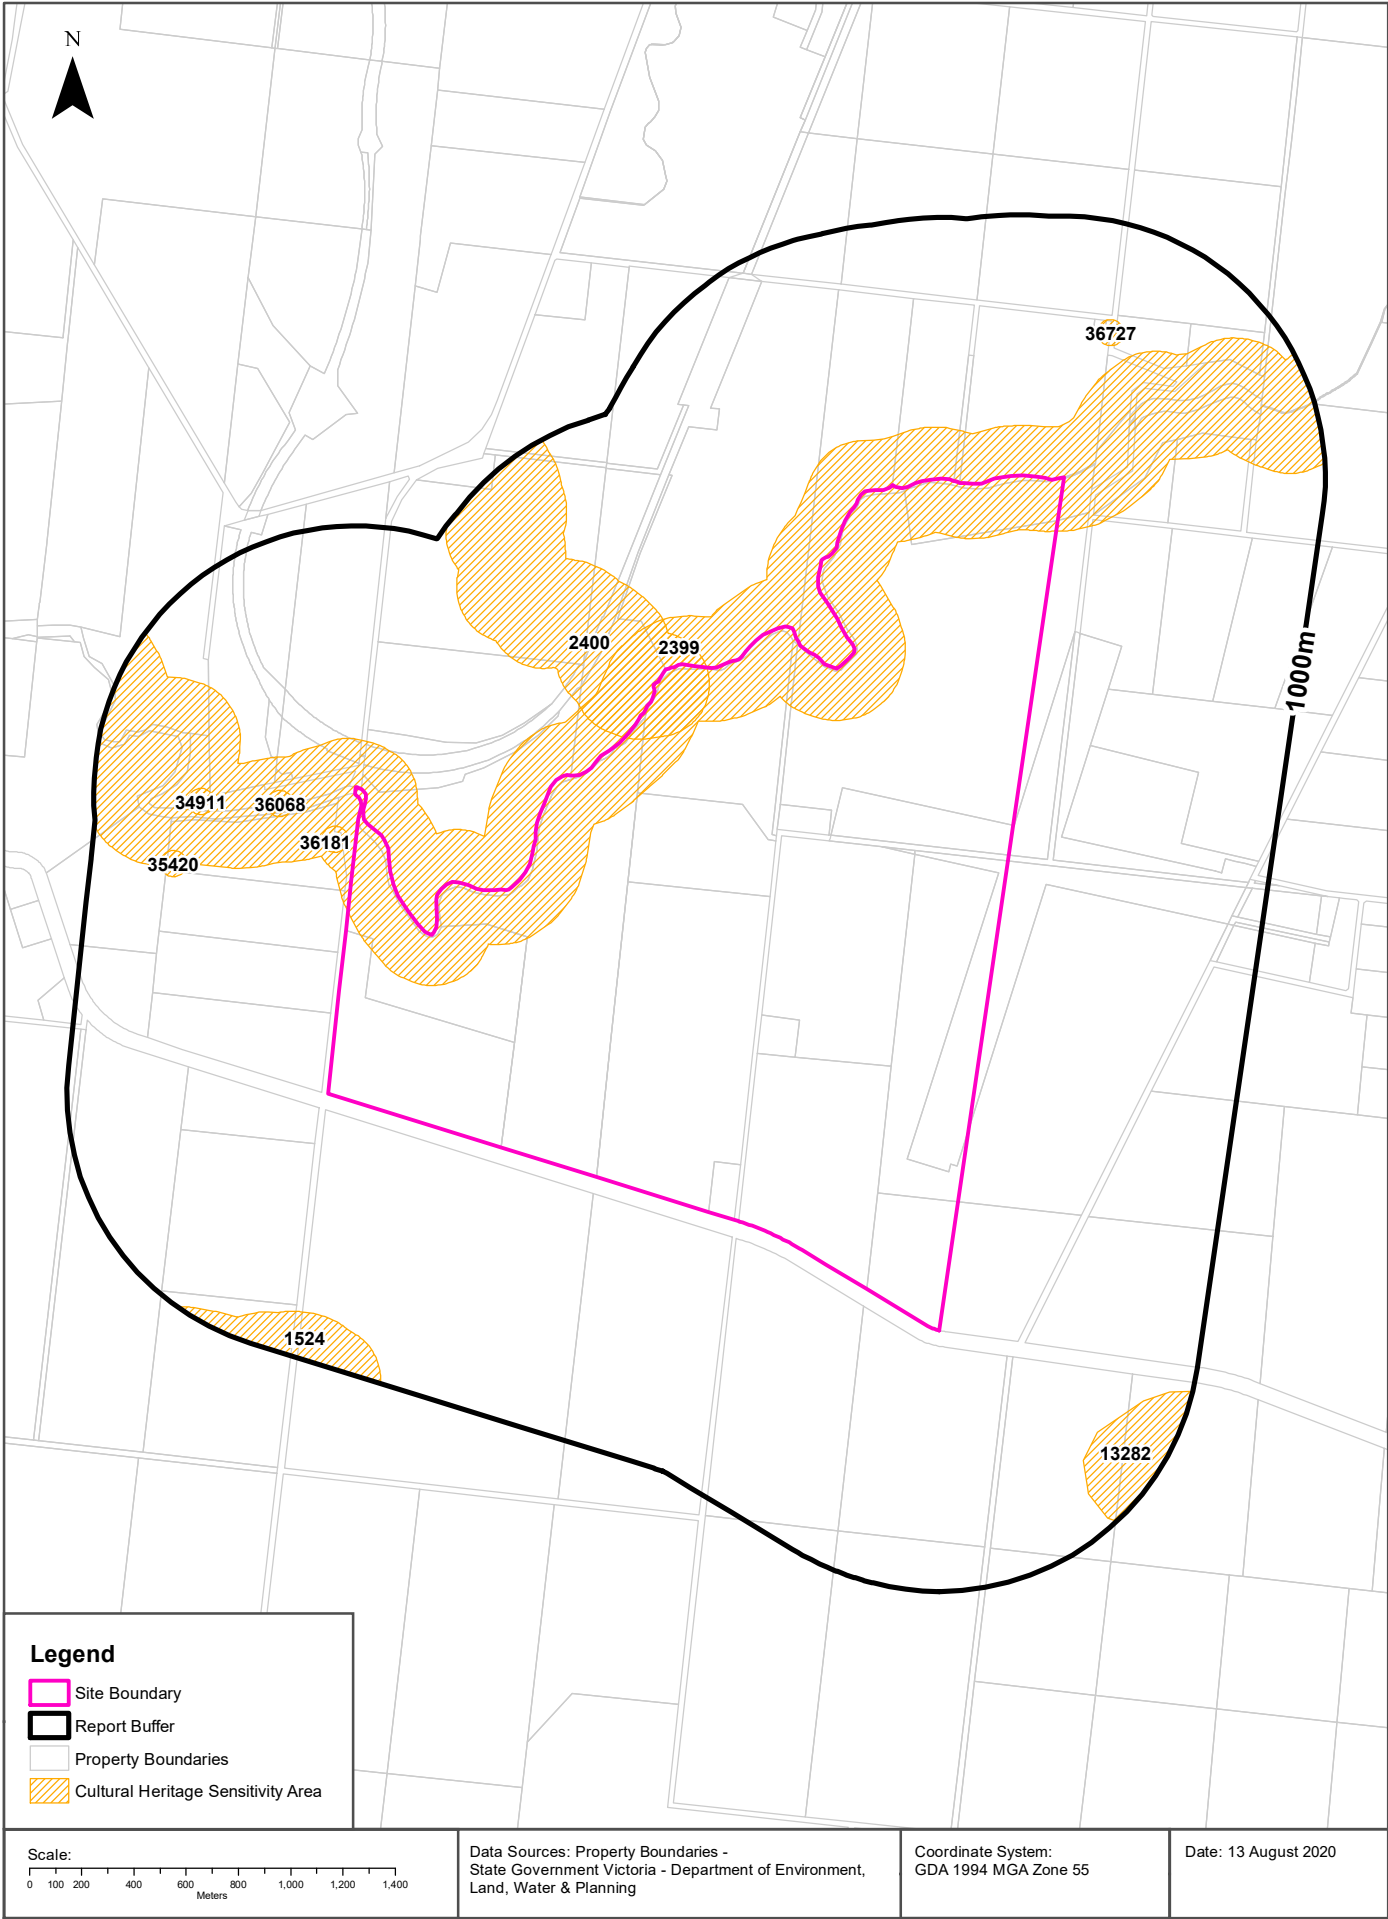 N
36727
2400
2399
1000m
34911
36068
36181
35420
1524
13282
Legend
Site Boundary
Report Buffer
Property Boundaries
Cultural Heritage Sensitivity Area
Scale:
0 100 200 400 600 800 1,000 1,200 1,400
Meters
Data Sources: Property Boundaries -
State Government Victoria - Department of Environment,
Land, Water & Planning
Coordinate System:
GDA 1994 MGA Zone 55
Date: 13 August 2020